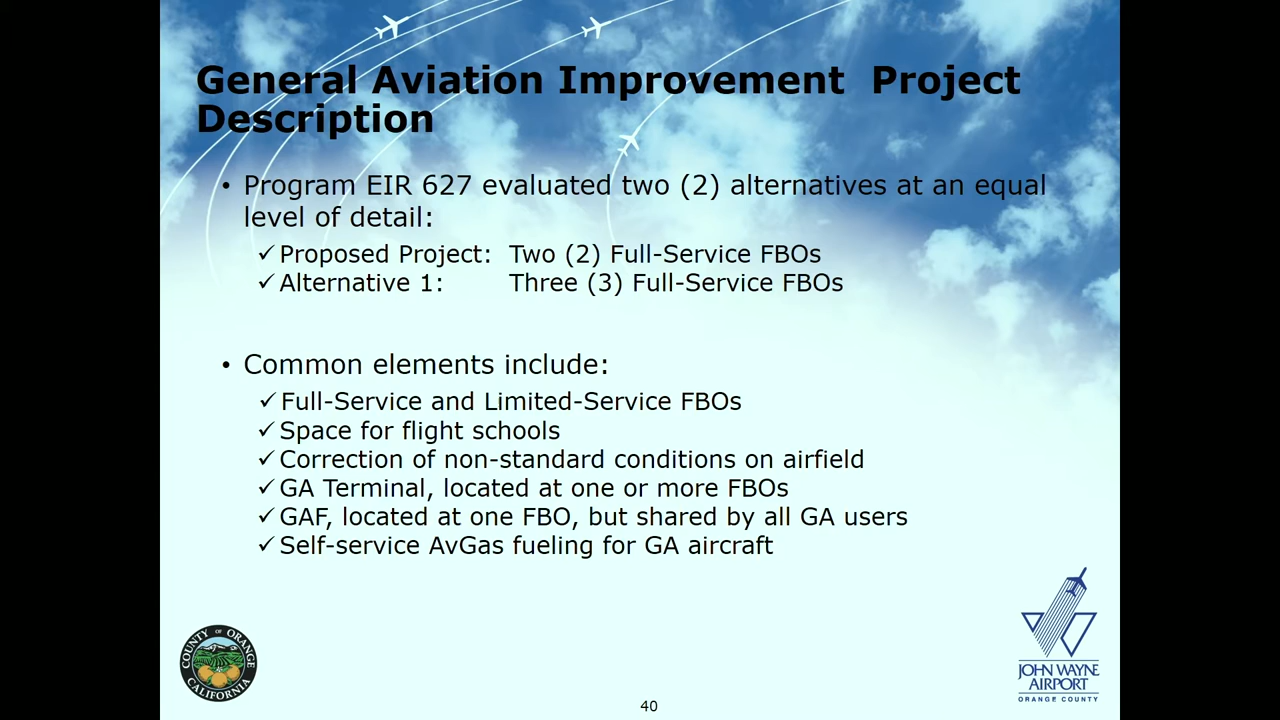 General Aviation Improvement  Project
Description
• Program EIR 627 evaluated two (2) alternatives at an equal
level of detail:
✓ Proposed Project:  Two (2) Full-Service FBOs
✓ Alternative 1:  Three (3) Full-Service FBOs
• Common elements include:
✓ Full-Service and Limited-Service FBOs
✓ Space for flight schools
✓ Correction of non-standard conditions on airfield
✓ GA Terminal, located at one or more FBOs
✓ GAF, located at one FBO, but shared by all GA users
✓ Self-service AvGas fueling for GA aircraft
COUNTY OF ORANGE
CALIFORNIA
JOHN WAYNE
AIRPORT
ORANGE COUNTY
40